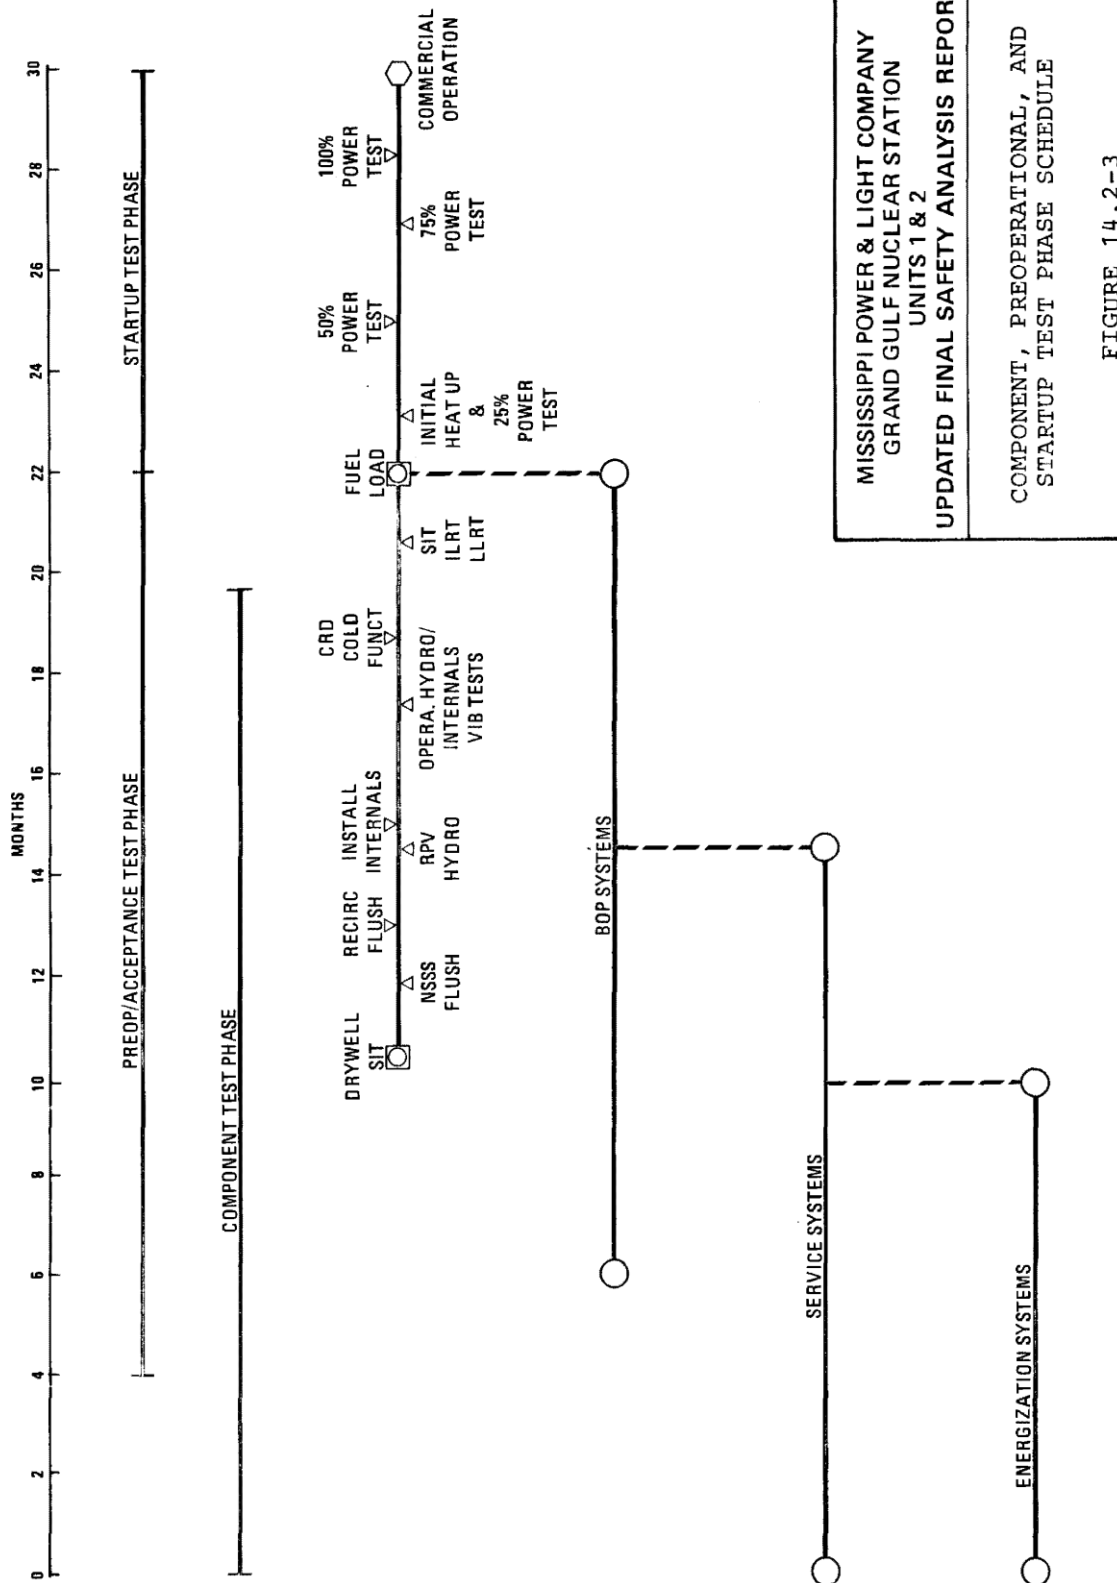 MONTHS
0 2 4 6 8 10 12 14 16 18 20 22 24 26 28 30
PREOP/ACCEPTANCE TEST PHASE
STARTUP TEST PHASE
COMPONENT TEST PHASE
DRYWELL
SIT
NSSS
FLUSH
RECIRC
FLUSH
RPV
HYDRO
INSTALL
INTERNALS
OPERA. HYDRO/
INTERNALS
VIB TESTS
CRD
COLD
FUNCT
SIT
ILRT
LLRT
FUEL
LOAD
INITIAL
HEAT UP
&
25%
POWER
TEST
50%
POWER
TEST
75%
POWER
TEST
100%
POWER
TEST
COMMERCIAL
OPERATION
BOP SYSTEMS
SERVICE SYSTEMS
ENERGIZATION SYSTEMS
MISSISSIPPI POWER & LIGHT COMPANY
GRAND GULF NUCLEAR STATION
UNITS 1 & 2
UPDATED FINAL SAFETY ANALYSIS REPOR
COMPONENT, PREOPERATIONAL, AND
STARTUP TEST PHASE SCHEDULE
FIGURE 14.2-3